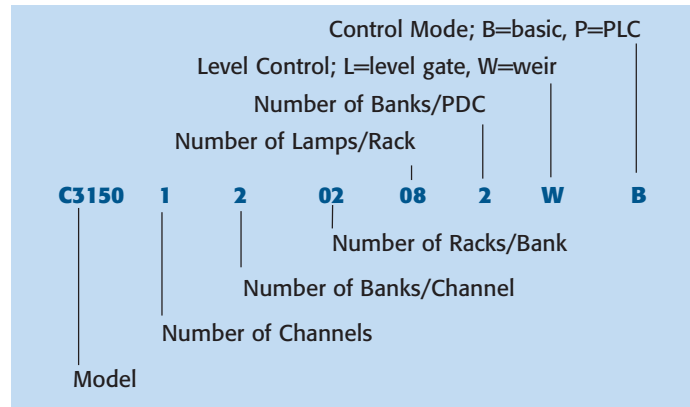 Control Mode; B=basic, P=PLC
Level Control; L=level gate, W=weir
Number of Banks/PDC
Number of Lamps/Rack
C3150 1 2 02 08 2 W B
Number of Racks/Bank
Number of Banks/Channel
Number of Channels
Model